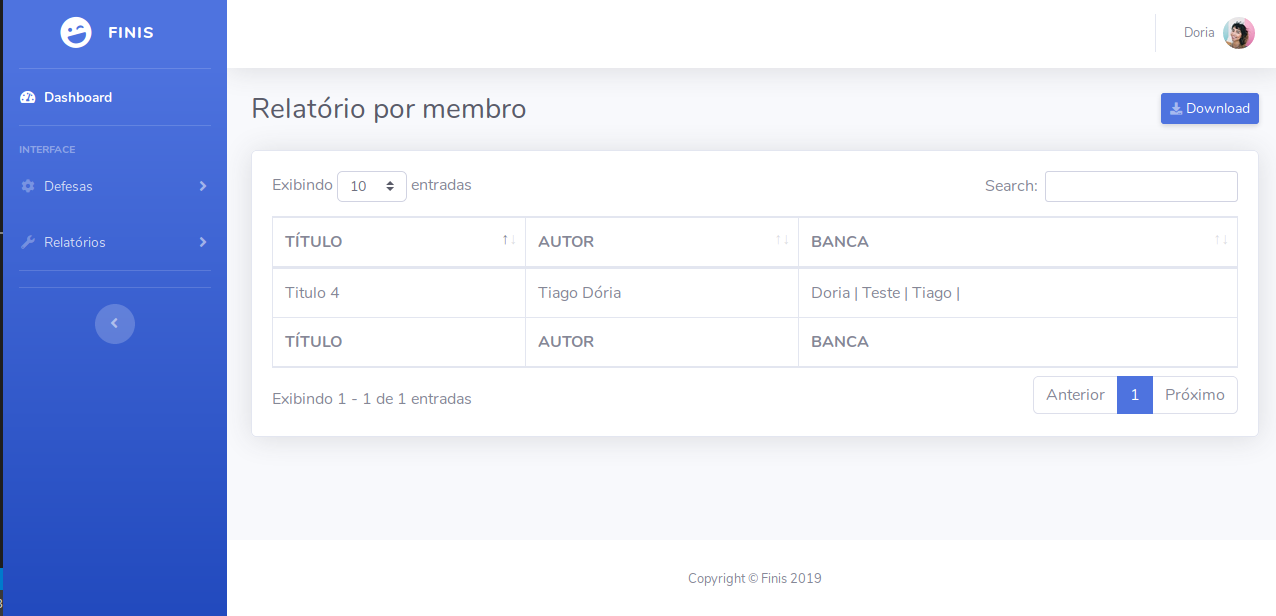 FINIS
Doria
Dashboard
INTERFACE
Defesas
Relatórios
Relatório por membro
Download
Exibindo 10 entradas
Search:
TÍTULO AUTOR BANCA
Titulo 4 Tiago Dória Doria | Teste | Tiago |
TÍTULO AUTOR BANCA
Exibindo 1 - 1 de 1 entradas
Anterior 1 Próximo
Copyright © Finis 2019